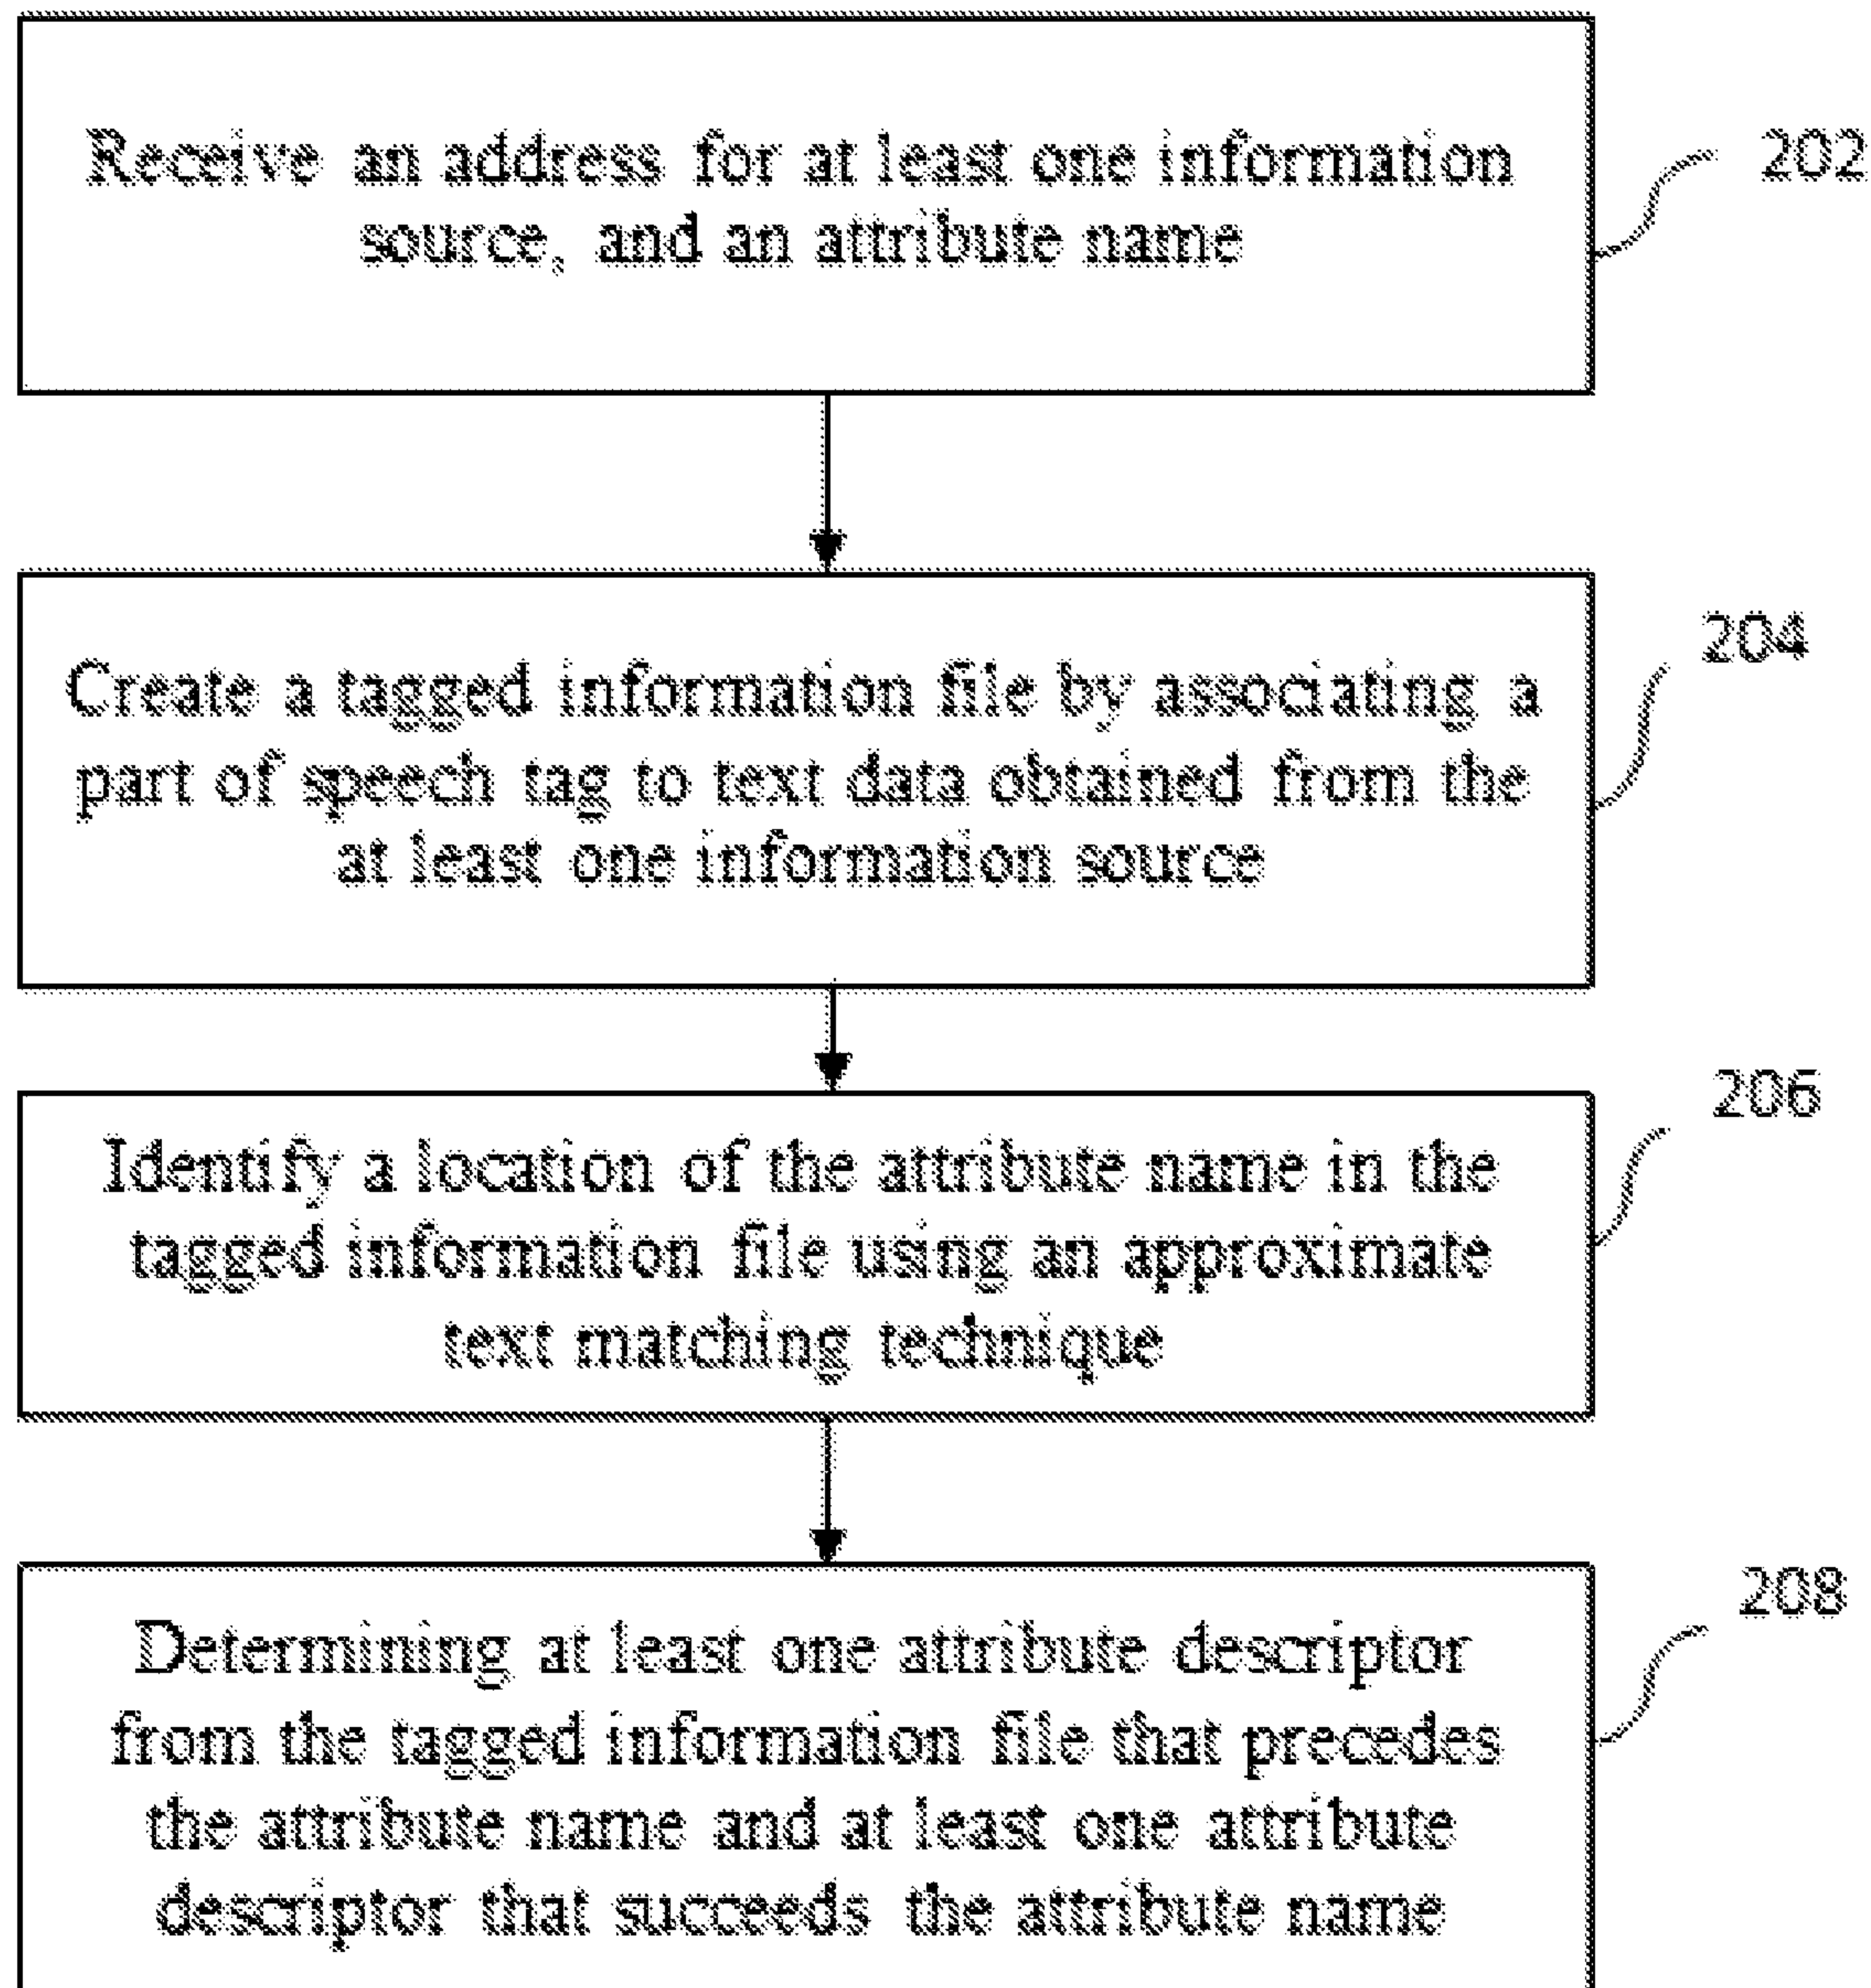 Receive an address for at least one information
source, and an attribute name
202
Create a tagged information file by associating a
part of speech tag to text data obtained from the
at least one information source
204
Identify a location of the attribute name in the
tagged information file using an approximate
text matching technique
206
Determining at least one attribute descriptor
from the tagged information file that precedes
the attribute name and at least one attribute
descriptor that succeeds the attribute name
208